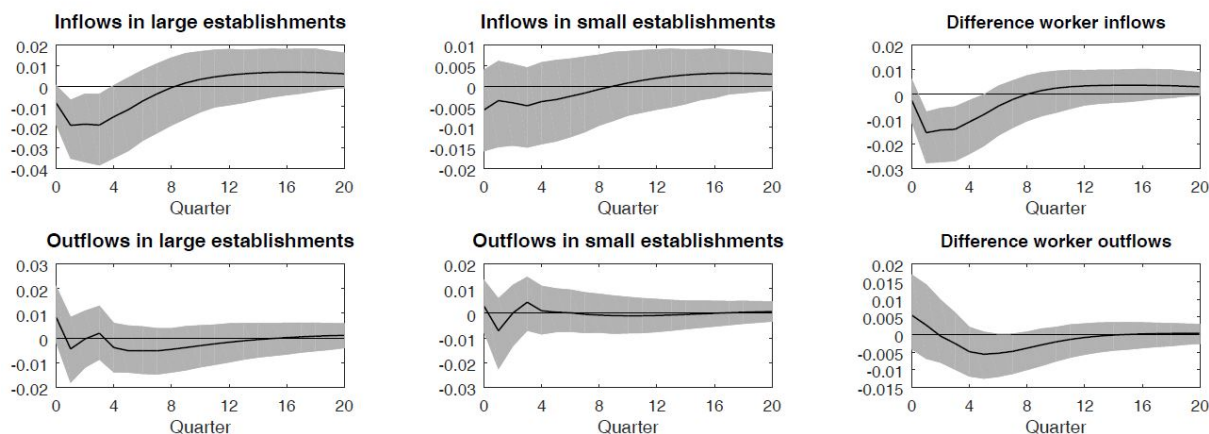 Inflows in large establishments
0.02
0.01
0
-0.01
-0.02
-0.03
-0.04
0 4 8 12 16 20
Quarter
Inflows in small establishments
0.01
0.005
0
-0.005
-0.01
-0.015
-0.02
0 4 8 12 16 20
Quarter
Difference worker inflows
0.02
0.01
0
-0.01
-0.02
-0.03
0 4 8 12 16 20
Quarter
Outflows in large establishments
0.03
0.02
0.01
0
-0.01
-0.02
0 4 8 12 16 20
Quarter
Outflows in small establishments
0.02
0.01
0
-0.01
-0.02
-0.03
0 4 8 12 16 20
Quarter
Difference worker outflows
0.02
0.015
0.01
0.005
0
-0.005
-0.01
-0.015
0 4 8 12 16 20
Quarter